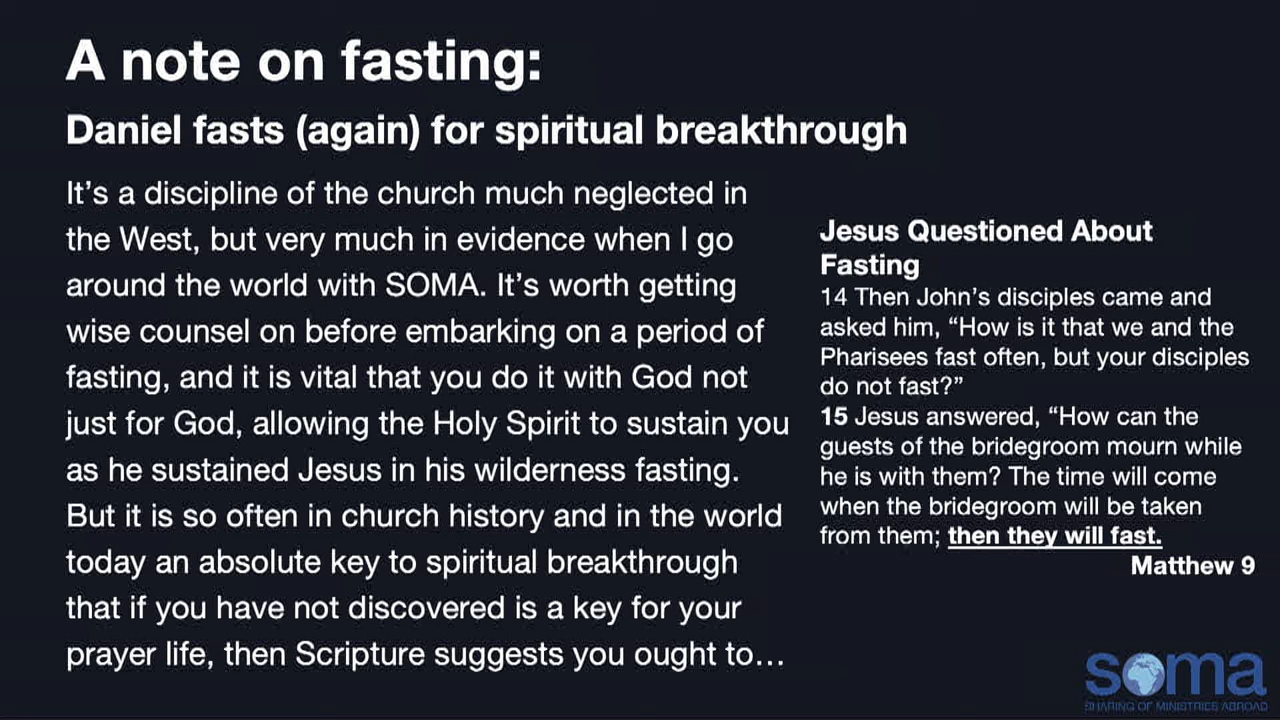 A note on fasting:
Daniel fasts (again) for spiritual breakthrough
It's a discipline of the church much neglected in
the West, but very much in evidence when I go
around the world with SOMA. It's worth getting
wise counsel on before embarking on a period of
fasting, and it is vital that you do it with God not
just for God, allowing the Holy Spirit to sustain you
as he sustained Jesus in his wilderness fasting.
But it is so often in church history and in the world
today an absolute key to spiritual breakthrough
that if you have not discovered is a key for your
prayer life, then Scripture suggests you ought to...
Jesus Questioned About
Fasting
14 Then John's disciples came and
asked him, “How is it that we and the
Pharisees fast often, but your disciples
do not fast?”
15 Jesus answered, “How can the
guests of the bridegroom mourn while
he is with them? The time will come
when the bridegroom will be taken
from them; then they will fast.
Matthew 9
soma
SHARING OF MINISTRIES ABROAD